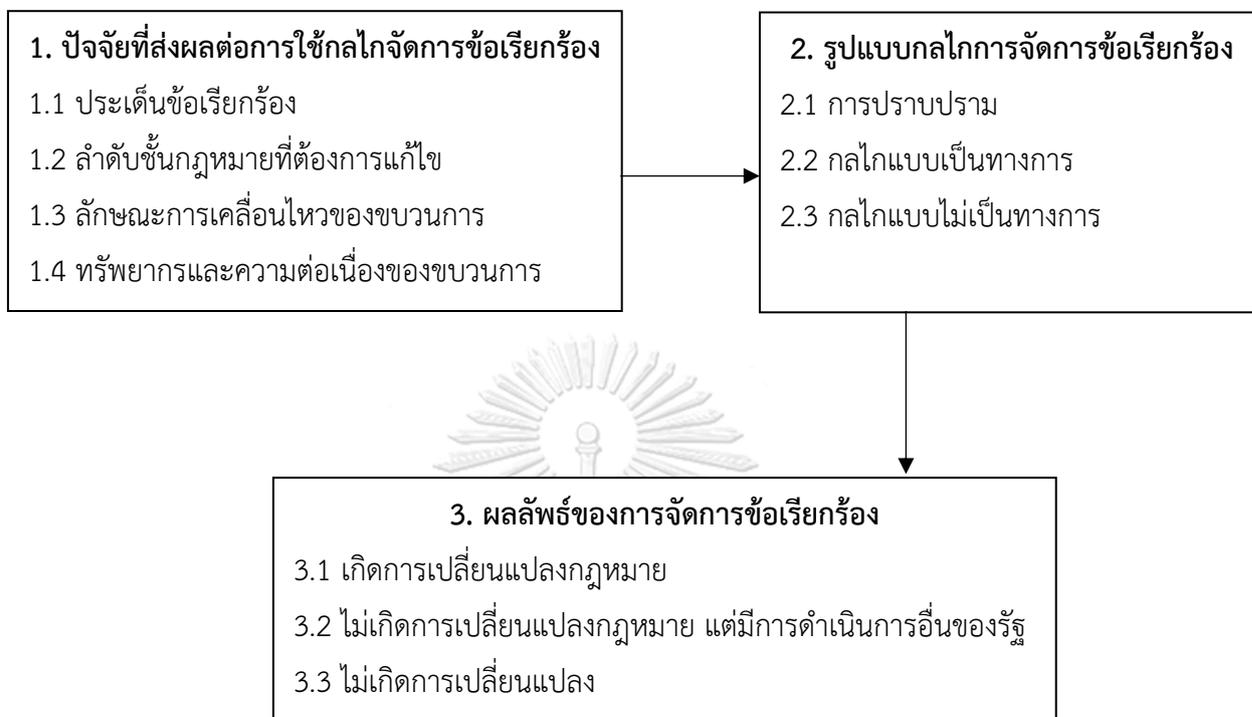 1. ปัจจัยที่ส่งผลต่อการใช้กลไกจัดการข้อเรียกร้อง
1.1 ประเด็นข้อเรียกร้อง
1.2 ลำดับชั้นกฎหมายที่ต้องการแก้ไข
1.3 ลักษณะการเคลื่อนไหวของขบวนการ
1.4 ทรัพยากรและความต่อเนื่องของขบวนการ
2. รูปแบบกลไกการจัดการข้อเรียกร้อง
2.1 การปราบปราม
2.2 กลไกแบบเป็นทางการ
2.3 กลไกแบบไม่เป็นทางการ
3. ผลลัพธ์ของการจัดการข้อเรียกร้อง
3.1 เกิดการเปลี่ยนแปลงกฎหมาย
3.2 ไม่เกิดการเปลี่ยนแปลงกฎหมาย แต่มีการดำเนินการอื่นของรัฐ
3.3 ไม่เกิดการเปลี่ยนแปลง